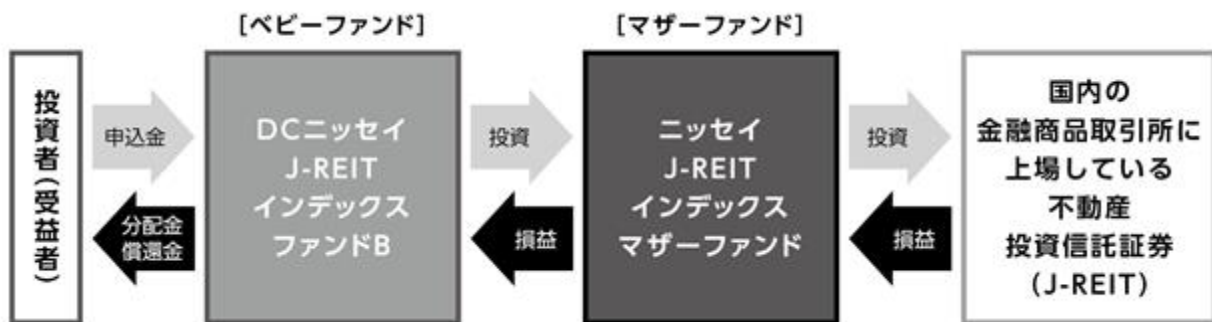 [ベビーファンド]
[マザーファンド]
投資者(受益者)
申込金
分配金
償還金
DCニッセイ
J-REIT
インデックス
ファンドB
投資
損益
ニッセイ
J-REIT
インデックス
マザーファンド
投資
損益
国内の
金融商品取引所に
上場している
不動産
投資信託証券
(J-REIT)